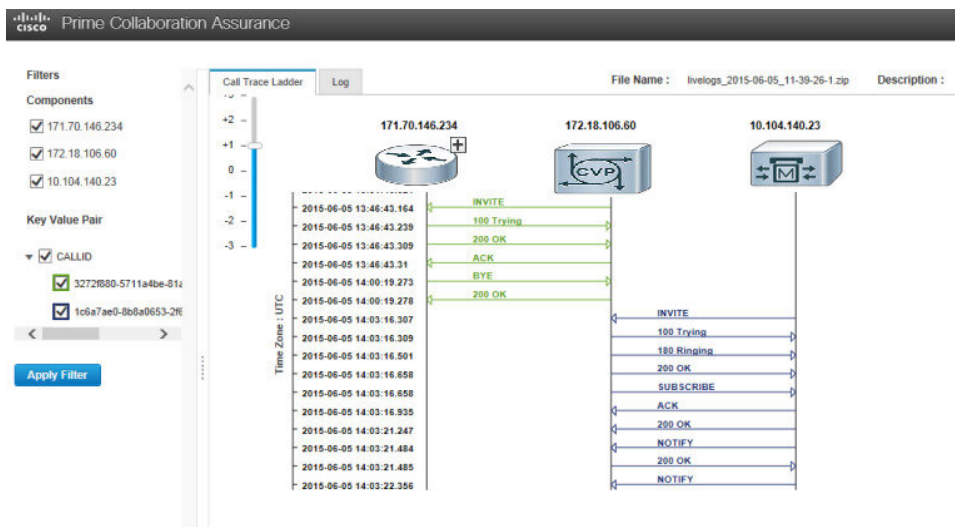 cisco Prime Collaboration Assurance
Filters
Components
171.70.146.234
172.18.106.60
10.104.140.23
Key Value Pair
CALLID
3272f880-5711a4be-81a
1c6a7ae0-8b8a0653-2f6
Apply Filter
Call Trace Ladder Log File Name : livelogs_2015-06-05_11-39-26-1.zip Description :
+2
+1
0
-1
-2
-3
171.70.146.234 172.18.106.60 10.104.140.23
CVP M
Time Zone : UTC
2015-06-05 13:46:43.164 INVITE
2015-06-05 13:46:43.239 100 Trying
2015-06-05 13:46:43.309 200 OK
2015-06-05 13:46:43.31 ACK
2015-06-05 14:00:19.273 BYE
2015-06-05 14:00:19.278 200 OK
2015-06-05 14:03:16.307 INVITE
2015-06-05 14:03:16.309 100 Trying
2015-06-05 14:03:16.501 180 Ringing
2015-06-05 14:03:16.658 200 OK
2015-06-05 14:03:16.658 SUBSCRIBE
2015-06-05 14:03:16.935 ACK
2015-06-05 14:03:21.247 200 OK
2015-06-05 14:03:21.484 NOTIFY
2015-06-05 14:03:21.485 200 OK
2015-06-05 14:03:22.356 NOTIFY